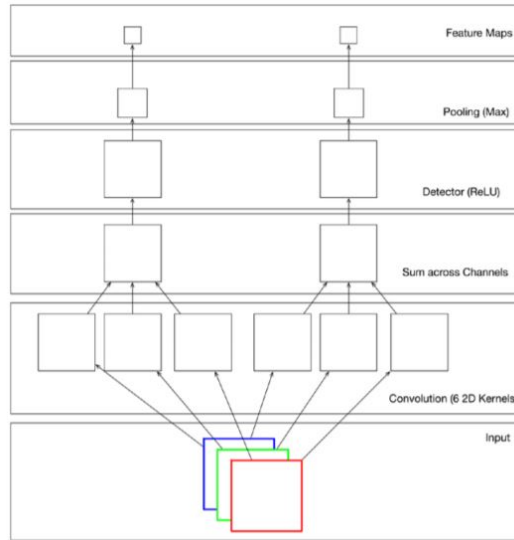 Feature Maps
Pooling (Max)
Detector (ReLU)
Sum across Channels
Convolution (6 2D Kernels
Input